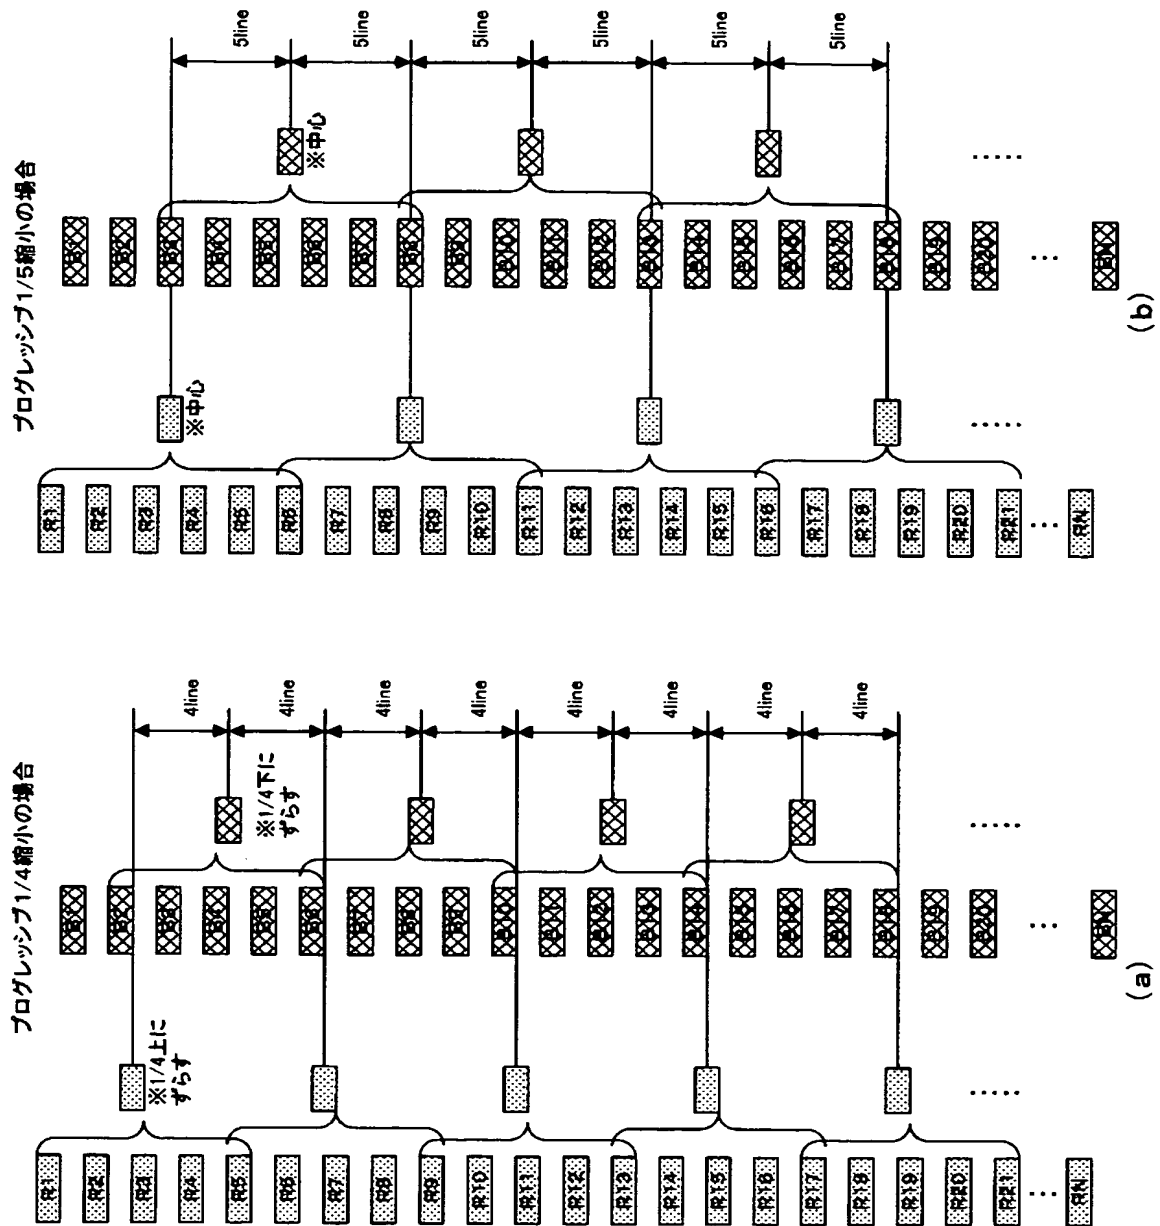 プログレッシブ1/4縮小の場合
R1
R2
R3
R4
R5
R6
R7
R8
R9
R10
R11
R12
R13
R14
R15
R16
R17
R18
R19
R20
R21
...
RN
※1/4上に
ずらす
.....
B1
B2
B3
B4
B5
B6
B7
B8
B9
B10
B11
B12
B13
B14
B15
B16
B17
B18
B19
B20
...
BN
※1/4下に
ずらす
.....
4line
4line
4line
4line
4line
4line
4line
4line
(a)
プログレッシブ1/5縮小の場合
R1
R2
R3
R4
R5
R6
R7
R8
R9
R10
R11
R12
R13
R14
R15
R16
R17
R18
R19
R20
R21
...
RN
※中心
.....
B1
B2
B3
B4
B5
B6
B7
B8
B9
B10
B11
B12
B13
B14
B15
B16
B17
B18
B19
B20
...
BN
※中心
.....
5line
5line
5line
5line
5line
5line
(b)